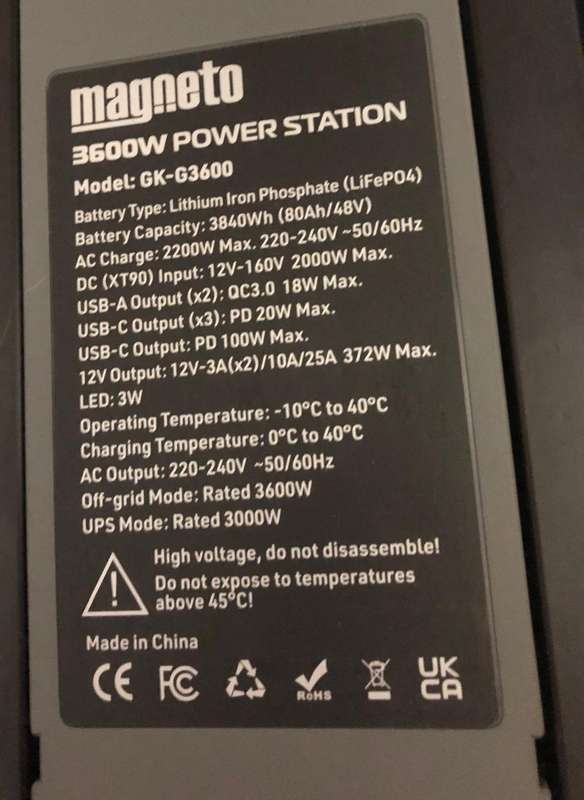 magneto
3600W POWER STATION
Model: GK-G3600
Battery Type: Lithium Iron Phosphate (LiFePO4)
Battery Capacity: 3840Wh (80Ah/48V)
AC Charge: 2200W Max. 220-240V ~50/60Hz
DC (XT90) Input: 12V-160V 2000W Max.
USB-A Output (x2): QC3.0 18W Max.
USB-C Output (x3): PD 20W Max.
USB-C Output: PD 100W Max.
12V Output: 12V-3A(x2)/10A/25A 372W Max.
LED: 3W
Operating Temperature: -10°C to 40°C
Charging Temperature: 0°C to 40°C
AC Output: 220-240V ~50/60Hz
Off-grid Mode: Rated 3600W
UPS Mode: Rated 3000W
High voltage, do not disassemble!
Do not expose to temperatures
above 45°C!
Made in China
CE FC RoHS UK
CA